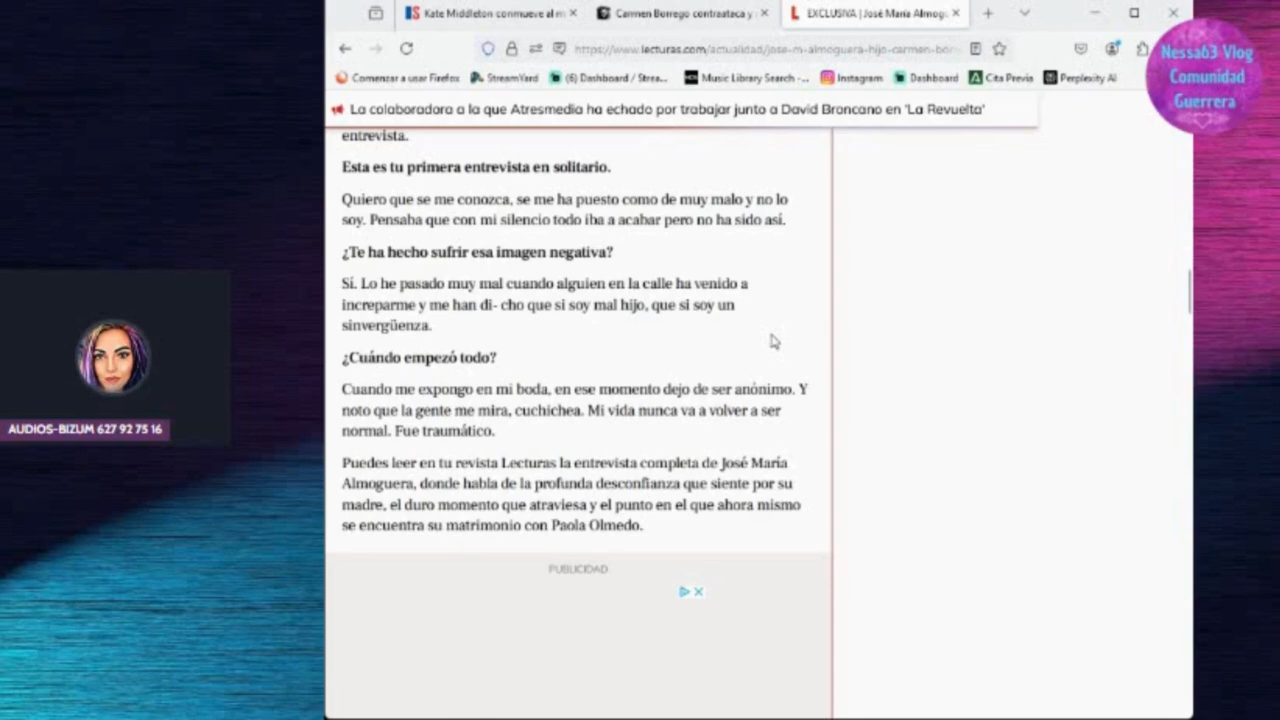 Kate Middleton conmueve al m
Carmen Borrego contraataca y
EXCLUSIVA | José María Almog
https://www.lecturas.com/actualidad/jose-m-almoguera-hijo-carmen-bor
Comenzar a usar Firefox
StreamYard
(6) Dashboard / Strea...
Music Library Search -...
Instagram
Dashboard
Cita Previa
Perplexity AI
Nessa63 Vlog
Comunidad
Guerrera
La colaboradora a la que Atresmedia ha echado por trabajar junto a David Broncano en 'La Revuelta'
entrevista.
Esta es tu primera entrevista en solitario.
Quiero que se me conozca, se me ha puesto como de muy malo y no lo
soy. Pensaba que con mi silencio todo iba a acabar pero no ha sido así.
¿Te ha hecho sufrir esa imagen negativa?
Sí. Lo he pasado muy mal cuando alguien en la calle ha venido a
increparme y me han di- cho que si soy mal hijo, que si soy un
sinvergüenza.
¿Cuándo empezó todo?
Cuando me expongo en mi boda, en ese momento dejo de ser anónimo. Y
noto que la gente me mira, cuchichea. Mi vida nunca va a volver a ser
normal. Fue traumático.
Puedes leer en tu revista Lecturas la entrevista completa de José María
Almoguera, donde habla de la profunda desconfianza que siente por su
madre, el duro momento que atraviesa y el punto en el que ahora mismo
se encuentra su matrimonio con Paola Olmedo.
PUBLICIDAD
AUDIOS-BIZUM 627 92 75 16